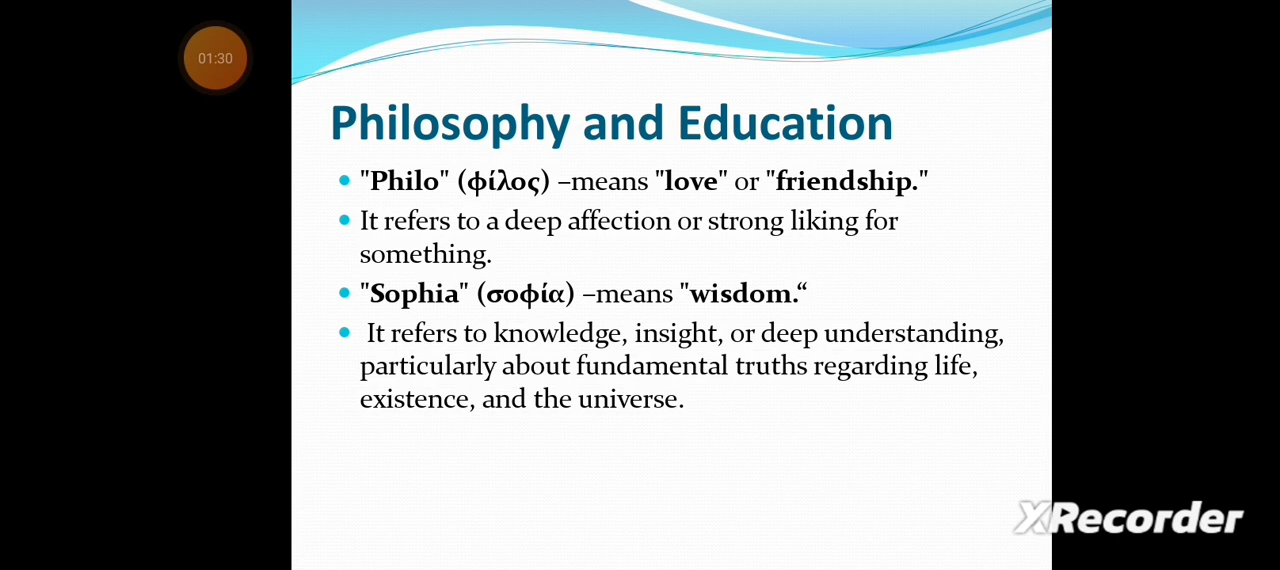 01:30
Philosophy and Education
"Philo" (φίλος) –means "love" or "friendship."
It refers to a deep affection or strong liking for
something.
"Sophia" (σοφία) –means "wisdom.“
It refers to knowledge, insight, or deep understanding,
particularly about fundamental truths regarding life,
existence, and the universe.
XRecorder